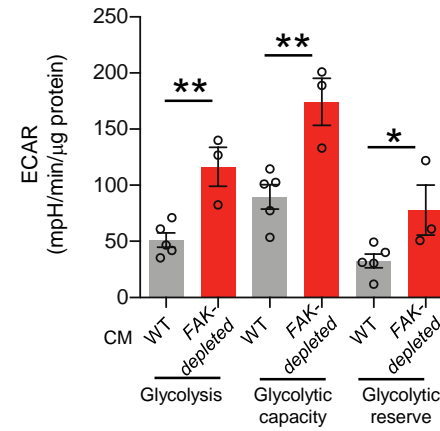 ECAR
(mpH/min/µg protein)
250
200
150
100
50
0
**
**
*
CM
WT
FAK-
depleted
WT
FAK-
depleted
WT
FAK-
depleted
Glycolysis
Glycolytic
capacity
Glycolytic
reserve